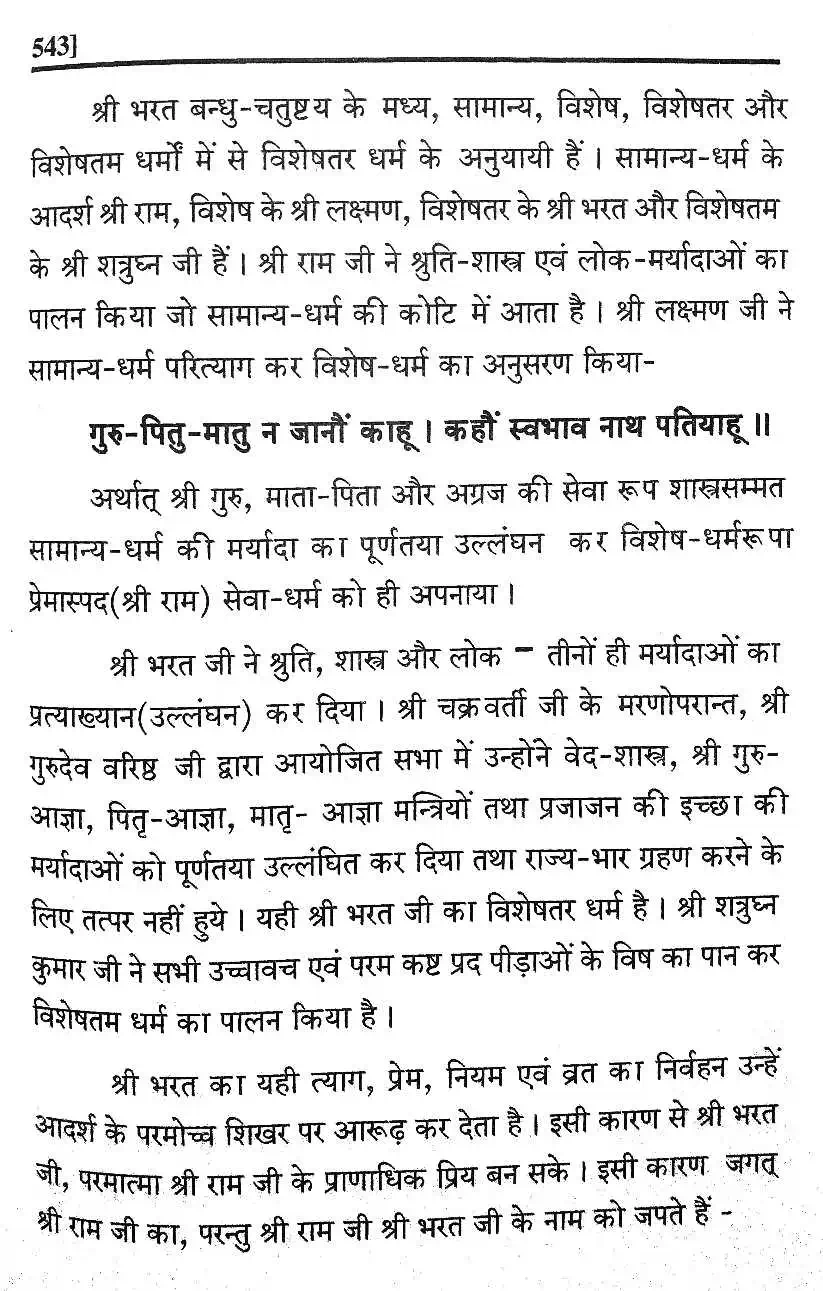 543]
श्री भरत बन्धु-चतुष्टय के मध्य, सामान्य, विशेष, विशेषतर और
विशेषतम धर्मों में से विशेषतर धर्म के अनुयायी हैं । सामान्य-धर्म के
आदर्श श्री राम, विशेष के श्री लक्ष्मण, विशेषतर के श्री भरत और विशेषतम
के श्री शत्रुघ्न जी हैं । श्री राम जी ने श्रुति-शास्त्र एवं लोक-मर्यादाओं का
पालन किया जो सामान्य-धर्म की कोटि में आता है । श्री लक्ष्मण जी ने
सामान्य-धर्म परित्याग कर विशेष-धर्म का अनुसरण किया-
गुरु-पितु-मातु न जानौं काहू । कहौं स्वभाव नाथ पतियाहू ॥
अर्थात् श्री गुरु, माता-पिता और अग्रज की सेवा रूप शास्त्रसम्मत
सामान्य-धर्म की मर्यादा का पूर्णतया उल्लंघन कर विशेष-धर्मरूपा
प्रेमास्पद(श्री राम) सेवा-धर्म को ही अपनाया ।
श्री भरत जी ने श्रुति, शास्त्र और लोक – तीनों ही मर्यादाओं का
प्रत्याख्यान(उल्लंघन) कर दिया । श्री चक्रवर्ती जी के मरणोपरान्त, श्री
गुरुदेव वरिष्ठ जी द्वारा आयोजित सभा में उन्होंने वेद-शास्त्र, श्री गुरु-
आज्ञा, पितृ-आज्ञा, मातृ- आज्ञा मन्त्रियों तथा प्रजाजन की इच्छा की
मर्यादाओं को पूर्णतया उल्लंघित कर दिया तथा राज्य-भार ग्रहण करने के
लिए तत्पर नहीं हुये । यही श्री भरत जी का विशेषतर धर्म है । श्री शत्रुघ्न
कुमार जी ने सभी उच्चावच एवं परम कष्ट प्रद पीड़ाओं के विष का पान कर
विशेषतम धर्म का पालन किया है ।
श्री भरत का यही त्याग, प्रेम, नियम एवं व्रत का निर्वहन उन्हें
आदर्श के परमोच्च शिखर पर आरूढ़ कर देता है । इसी कारण से श्री भरत
जी, परमात्मा श्री राम जी के प्राणाधिक प्रिय बन सके । इसी कारण जगत्
श्री राम जी का, परन्तु श्री राम जी श्री भरत जी के नाम को जपते हैं -